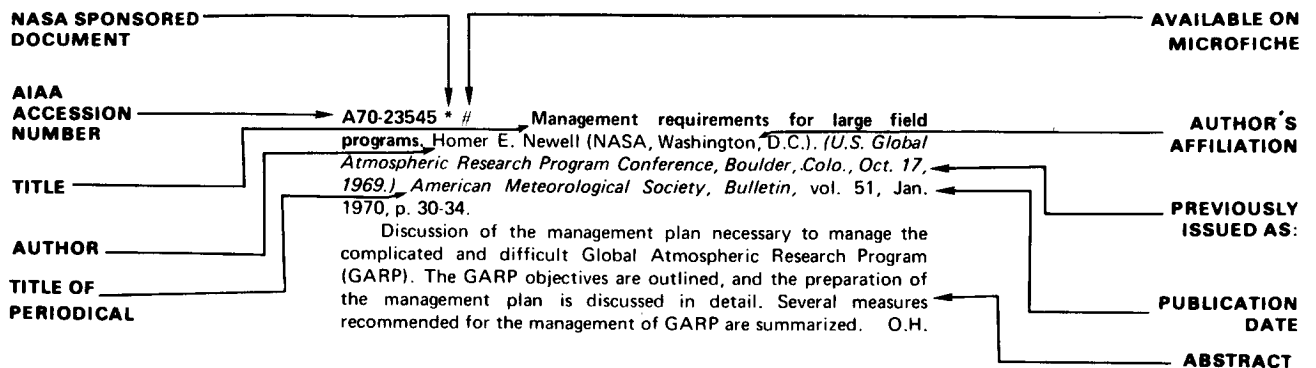 NASA SPONSORED
DOCUMENT
AVAILABLE ON
MICROFICHE
AIAA
ACCESSION
NUMBER
A70-23545 * # Management requirements for large field
programs. Homer E. Newell (NASA, Washington, D.C.). (U.S. Global
Atmospheric Research Program Conference, Boulder, Colo., Oct. 17,
1969.) American Meteorological Society, Bulletin, vol. 51, Jan.
1970, p. 30-34.
Discussion of the management plan necessary to manage the
complicated and difficult Global Atmospheric Research Program
(GARP). The GARP objectives are outlined, and the preparation of
the management plan is discussed in detail. Several measures
recommended for the management of GARP are summarized. O.H.
TITLE
AUTHOR
TITLE OF
PERIODICAL
AUTHOR'S
AFFILIATION
PREVIOUSLY
ISSUED AS:
PUBLICATION
DATE
ABSTRACT